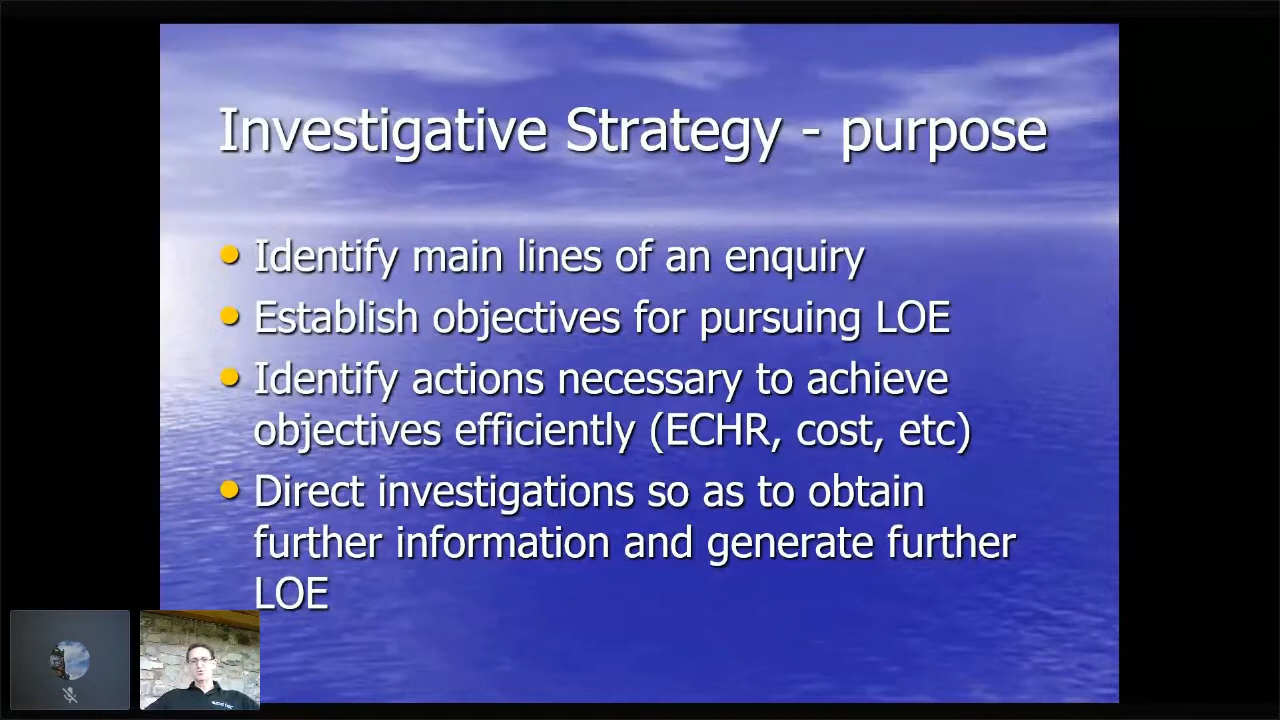 Investigative Strategy - purpose
Identify main lines of an enquiry
Establish objectives for pursuing LOE
Identify actions necessary to achieve
objectives efficiently (ECHR, cost, etc)
Direct investigations so as to obtain
further information and generate further
LOE